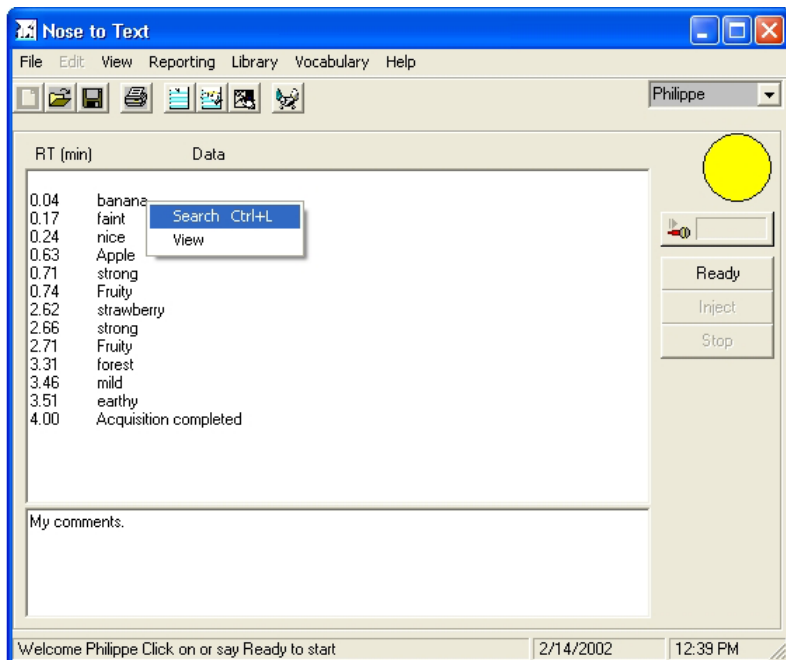 Nose to Text
File Edit View Reporting Library Vocabulary Help
Philippe
RT (min) Data
0.04 banana
0.17 faint
0.24 nice
0.63 Apple
0.71 strong
0.74 Fruity
2.62 strawberry
2.66 strong
2.71 Fruity
3.31 forest
3.46 mild
3.51 earthy
4.00 Acquisition completed
Search Ctrl+L
View
Ready
Inject
Stop
My comments.
Welcome Philippe Click on or say Ready to start 2/14/2002 12:39 PM